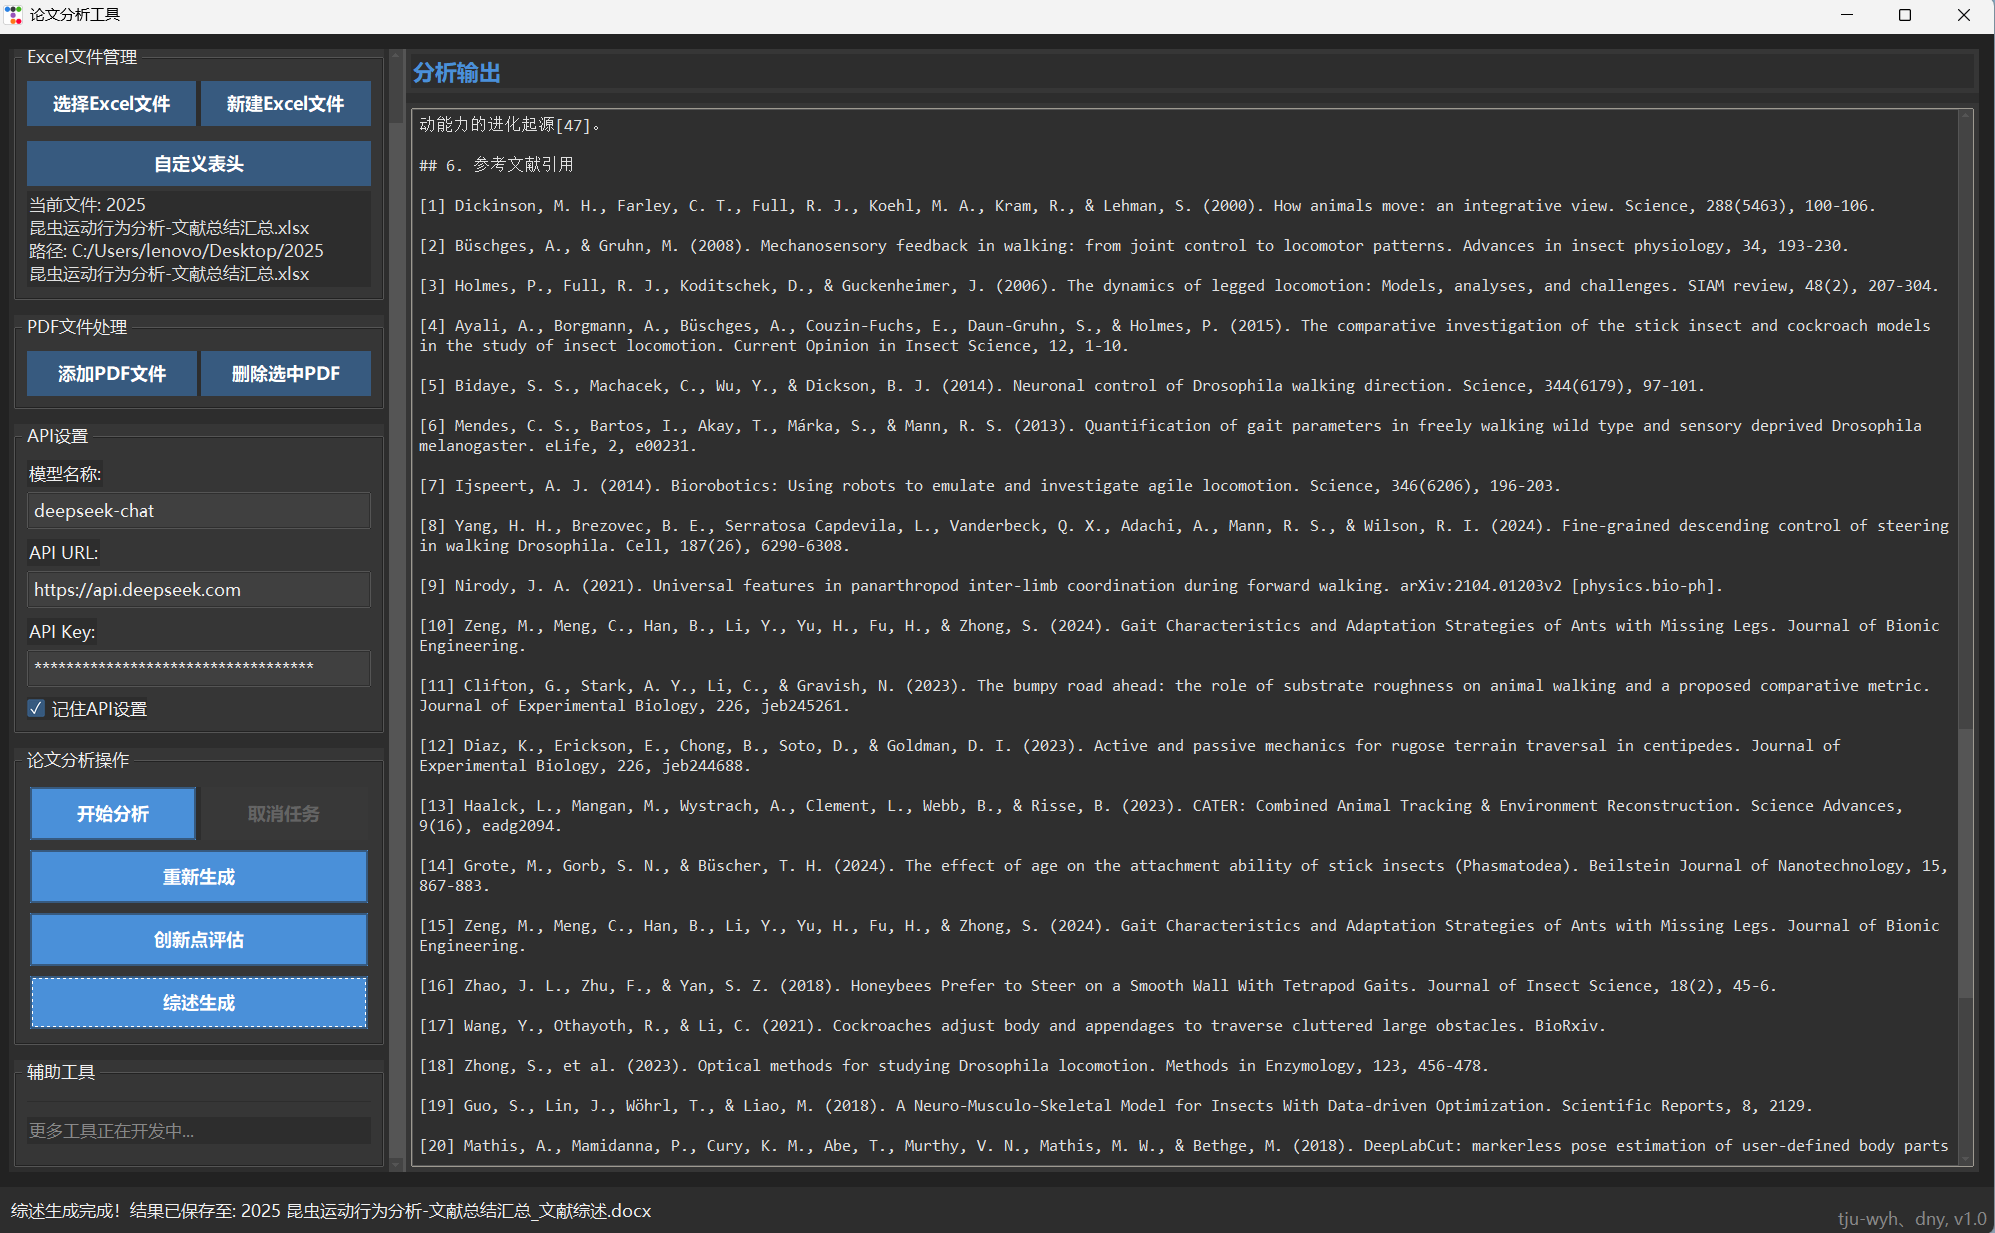 论文分析工具
Excel文件管理
选择Excel文件
新建Excel文件
自定义表头
当前文件: 2025
昆虫运动行为分析-文献总结汇总.xlsx
路径: C:/Users/lenovo/Desktop/2025
昆虫运动行为分析-文献总结汇总.xlsx
PDF文件处理
添加PDF文件
删除选中PDF
API设置
模型名称:
deepseek-chat
API URL:
https://api.deepseek.com
API Key:
***********************************
记住API设置
论文分析操作
开始分析
取消任务
重新生成
创新点评估
综述生成
辅助工具
更多工具正在开发中...
分析输出
动能力的进化起源[47]。
## 6. 参考文献引用
[1] Dickinson, M. H., Farley, C. T., Full, R. J., Koehl, M. A., Kram, R., & Lehman, S. (2000). How animals move: an integrative view. Science, 288(5463), 100-106.
[2] Büschges, A., & Gruhn, M. (2008). Mechanosensory feedback in walking: from joint control to locomotor patterns. Advances in insect physiology, 34, 193-230.
[3] Holmes, P., Full, R. J., Koditschek, D., & Guckenheimer, J. (2006). The dynamics of legged locomotion: Models, analyses, and challenges. SIAM review, 48(2), 207-304.
[4] Ayali, A., Borgmann, A., Büschges, A., Couzin-Fuchs, E., Daun-Gruhn, S., & Holmes, P. (2015). The comparative investigation of the stick insect and cockroach models
in the study of insect locomotion. Current Opinion in Insect Science, 12, 1-10.
[5] Bidaye, S. S., Machacek, C., Wu, Y., & Dickson, B. J. (2014). Neuronal control of Drosophila walking direction. Science, 344(6179), 97-101.
[6] Mendes, C. S., Bartos, I., Akay, T., Márka, S., & Mann, R. S. (2013). Quantification of gait parameters in freely walking wild type and sensory deprived Drosophila
melanogaster. eLife, 2, e00231.
[7] Ijspeert, A. J. (2014). Biorobotics: Using robots to emulate and investigate agile locomotion. Science, 346(6206), 196-203.
[8] Yang, H. H., Brezovec, B. E., Serratosa Capdevila, L., Vanderbeck, Q. X., Adachi, A., Mann, R. S., & Wilson, R. I. (2024). Fine-grained descending control of steering
in walking Drosophila. Cell, 187(26), 6290-6308.
[9] Nirody, J. A. (2021). Universal features in panarthropod inter-limb coordination during forward walking. arXiv:2104.01203v2 [physics.bio-ph].
[10] Zeng, M., Meng, C., Han, B., Li, Y., Yu, H., Fu, H., & Zhong, S. (2024). Gait Characteristics and Adaptation Strategies of Ants with Missing Legs. Journal of Bionic
Engineering.
[11] Clifton, G., Stark, A. Y., Li, C., & Gravish, N. (2023). The bumpy road ahead: the role of substrate roughness on animal walking and a proposed comparative metric.
Journal of Experimental Biology, 226, jeb245261.
[12] Diaz, K., Erickson, E., Chong, B., Soto, D., & Goldman, D. I. (2023). Active and passive mechanics for rugose terrain traversal in centipedes. Journal of
Experimental Biology, 226, jeb244688.
[13] Haalck, L., Mangan, M., Wystrach, A., Clement, L., Webb, B., & Risse, B. (2023). CATER: Combined Animal Tracking & Environment Reconstruction. Science Advances,
9(16), eadg2094.
[14] Grote, M., Gorb, S. N., & Büscher, T. H. (2024). The effect of age on the attachment ability of stick insects (Phasmatodea). Beilstein Journal of Nanotechnology, 15,
867-883.
[15] Zeng, M., Meng, C., Han, B., Li, Y., Yu, H., Fu, H., & Zhong, S. (2024). Gait Characteristics and Adaptation Strategies of Ants with Missing Legs. Journal of Bionic
Engineering.
[16] Zhao, J. L., Zhu, F., & Yan, S. Z. (2018). Honeybees Prefer to Steer on a Smooth Wall With Tetrapod Gaits. Journal of Insect Science, 18(2), 45-6.
[17] Wang, Y., Othayoth, R., & Li, C. (2021). Cockroaches adjust body and appendages to traverse cluttered large obstacles. BioRxiv.
[18] Zhong, S., et al. (2023). Optical methods for studying Drosophila locomotion. Methods in Enzymology, 123, 456-478.
[19] Guo, S., Lin, J., Wöhrl, T., & Liao, M. (2018). A Neuro-Musculo-Skeletal Model for Insects With Data-driven Optimization. Scientific Reports, 8, 2129.
[20] Mathis, A., Mamidanna, P., Cury, K. M., Abe, T., Murthy, V. N., Mathis, M. W., & Bethge, M. (2018). DeepLabCut: markerless pose estimation of user-defined body parts
综述生成完成！结果已保存至: 2025 昆虫运动行为分析-文献总结汇总_文献综述.docx
tju-wyh、dny, v1.0